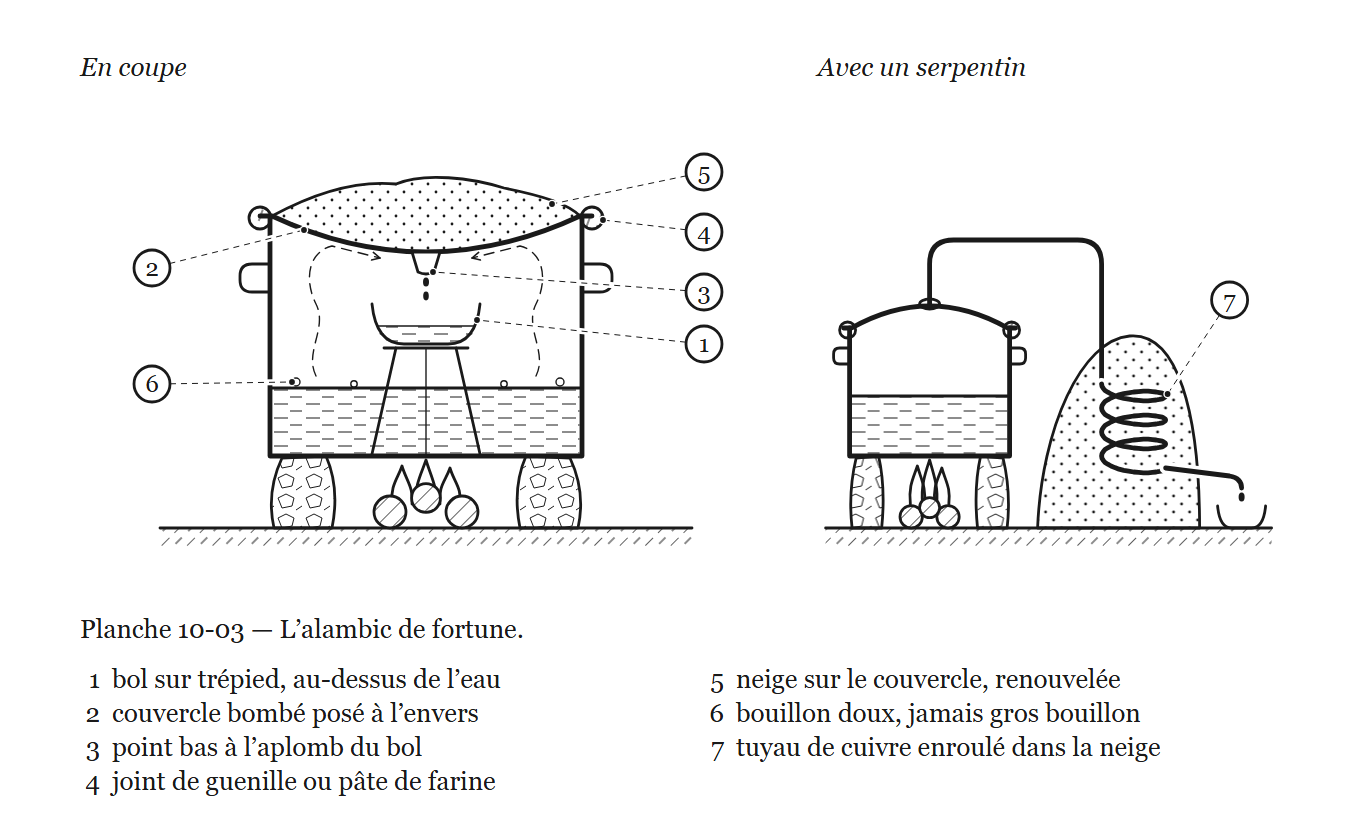 En coupe
Avec un serpentin
5
4
2
3
1
6
7
Planche 10-03 — L’alambic de fortune.
1 bol sur trépied, au-dessus de l’eau
2 couvercle bombé posé à l’envers
3 point bas à l’aplomb du bol
4 joint de guenille ou pâte de farine
5 neige sur le couvercle, renouvelée
6 bouillon doux, jamais gros bouillon
7 tuyau de cuivre enroulé dans la neige